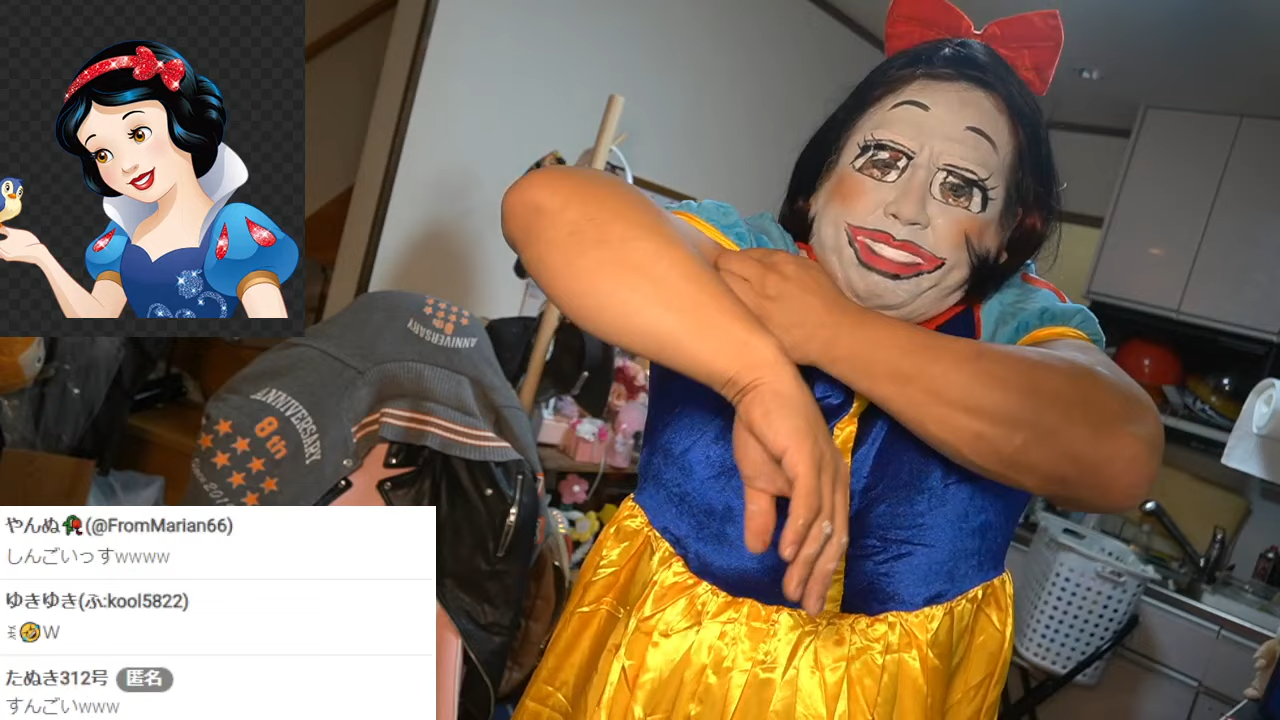 ANNIVERSARY
ANNIVERSARY
8th
やんぬ🥀(@FromMarian66)
しんごいっすwwww
ゆきゆき(ふ:kool5822)
🤣W
たぬき312号 匿名
すんごいwww